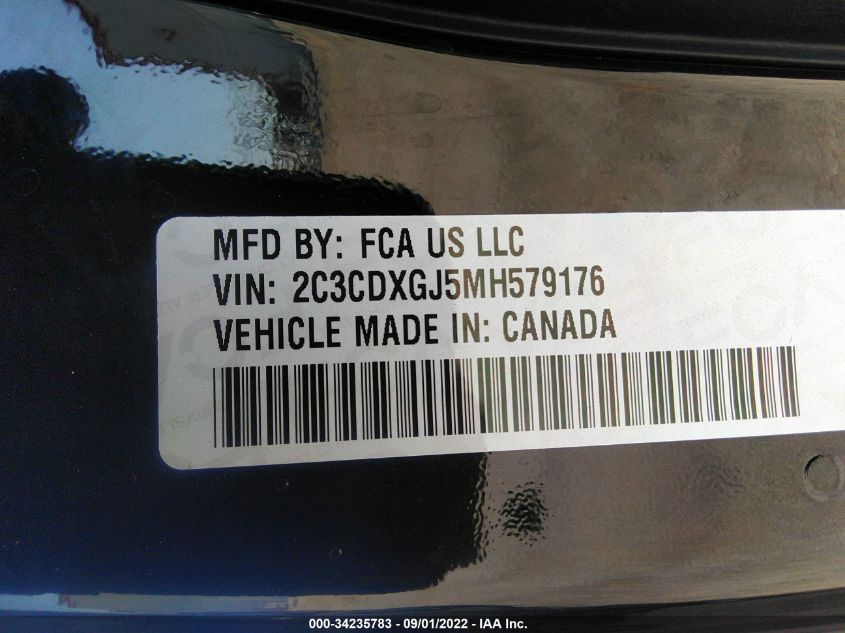 MFD BY: FCA US LLC
VIN: 2C3CDXGJ5MH579176
VEHICLE MADE IN: CANADA
000-34235783 - 09/01/2022 - IAA Inc.